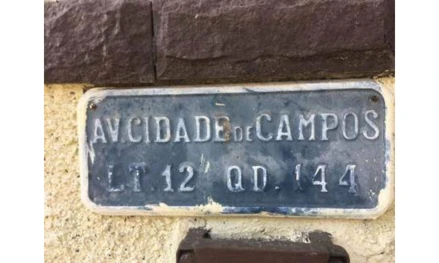 AV. CIDADE DE CAMPOS
LT. 12 QD. 144